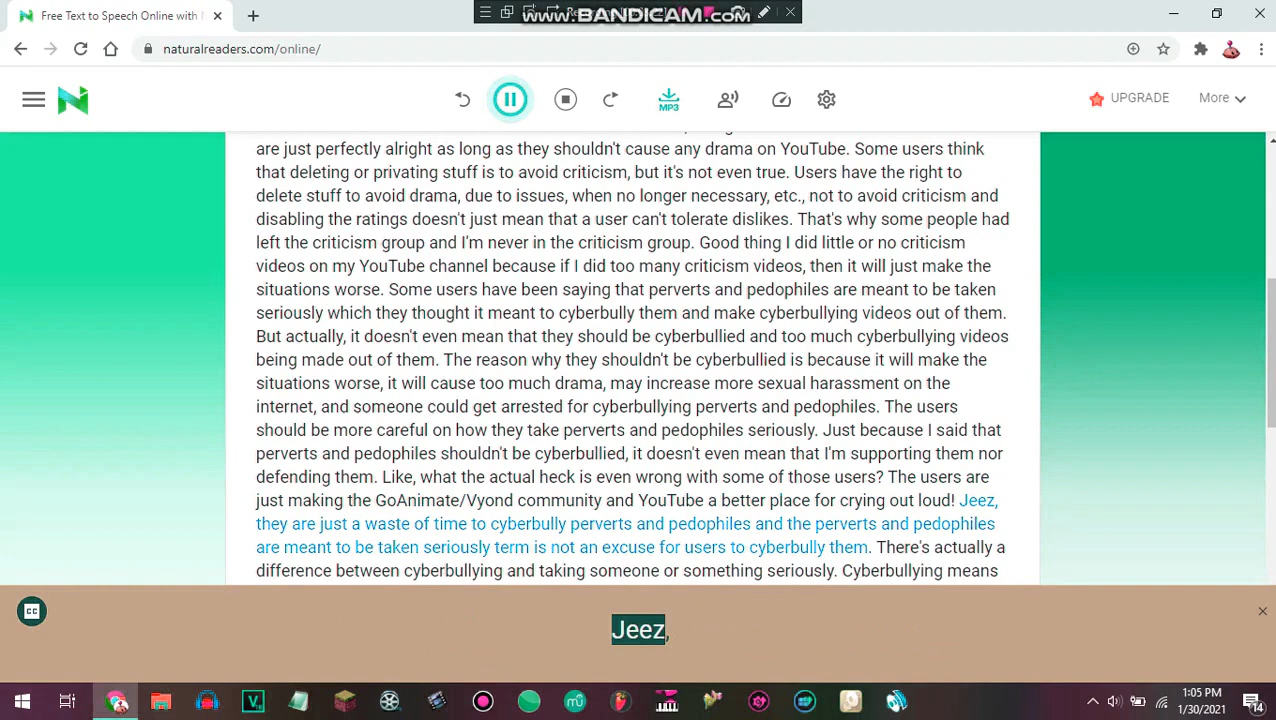 Free Text to Speech Online with N
www.BANDICAM.com
naturalreaders.com/online/
MP3
UPGRADE
More
are just perfectly alright as long as they shouldn't cause any drama on YouTube. Some users think
that deleting or privating stuff is to avoid criticism, but it's not even true. Users have the right to
delete stuff to avoid drama, due to issues, when no longer necessary, etc., not to avoid criticism and
disabling the ratings doesn't just mean that a user can't tolerate dislikes. That's why some people had
left the criticism group and I'm never in the criticism group. Good thing I did little or no criticism
videos on my YouTube channel because if I did too many criticism videos, then it will just make the
situations worse. Some users have been saying that perverts and pedophiles are meant to be taken
seriously which they thought it meant to cyberbully them and make cyberbullying videos out of them.
But actually, it doesn't even mean that they should be cyberbullied and too much cyberbullying videos
being made out of them. The reason why they shouldn't be cyberbullied is because it will make the
situations worse, it will cause too much drama, may increase more sexual harassment on the
internet, and someone could get arrested for cyberbullying perverts and pedophiles. The users
should be more careful on how they take perverts and pedophiles seriously. Just because I said that
perverts and pedophiles shouldn't be cyberbullied, it doesn't even mean that I'm supporting them nor
defending them. Like, what the actual heck is even wrong with some of those users? The users are
just making the GoAnimate/Vyond community and YouTube a better place for crying out loud! Jeez,
they are just a waste of time to cyberbully perverts and pedophiles and the perverts and pedophiles
are meant to be taken seriously term is not an excuse for users to cyberbully them. There's actually a
difference between cyberbullying and taking someone or something seriously. Cyberbullying means
CC
Jeez,
1:05 PM
1/30/2021
14